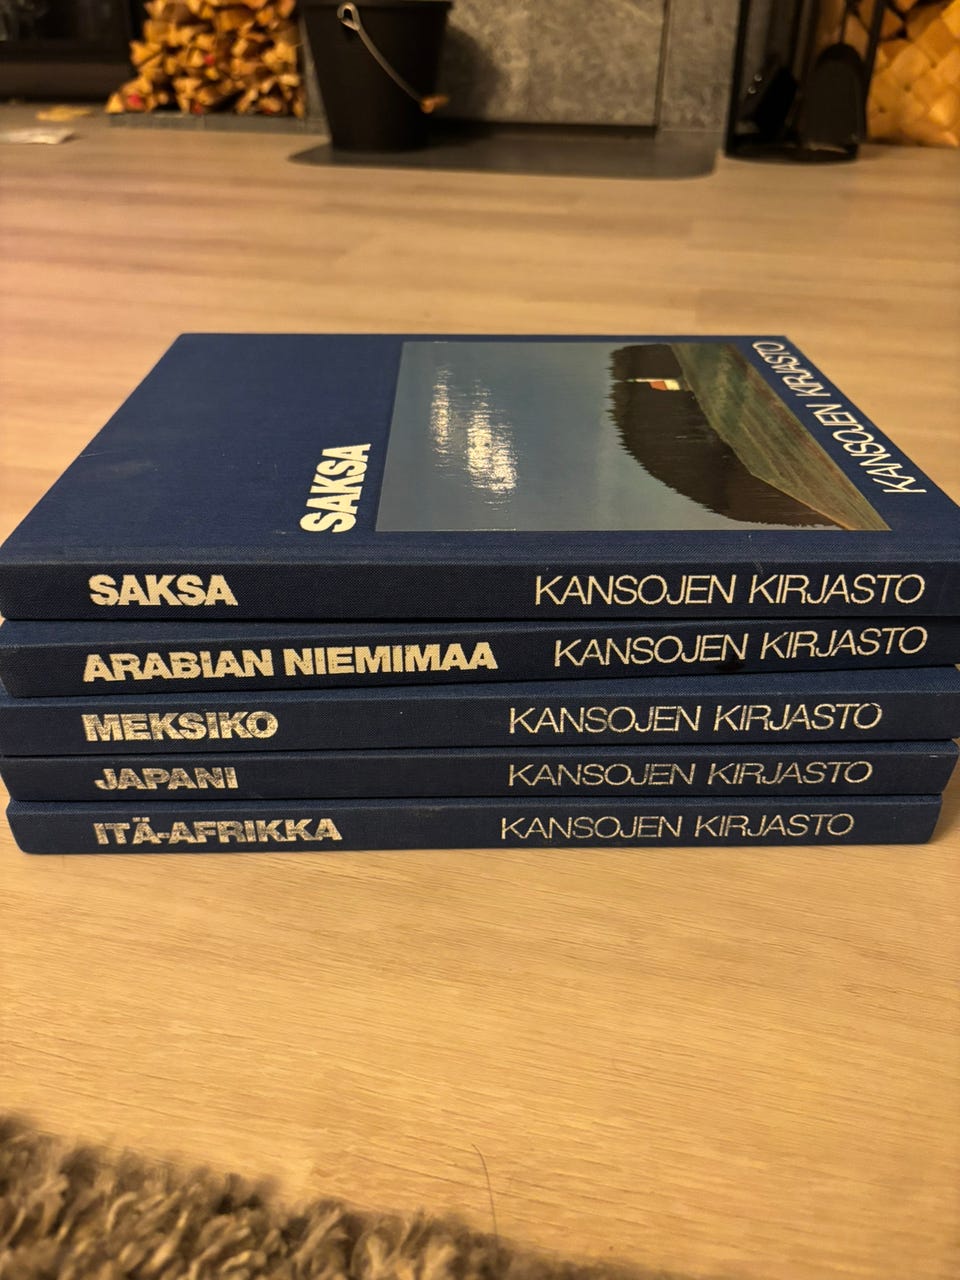 KANSOJEN KIRJASTO
SAKSA
SAKSA KANSOJEN KIRJASTO
ARABIAN NIEMIMAA KANSOJEN KIRJASTO
MEKSIKO KANSOJEN KIRJASTO
JAPANI KANSOJEN KIRJASTO
ITÄ-AFRIKKA KANSOJEN KIRJASTO